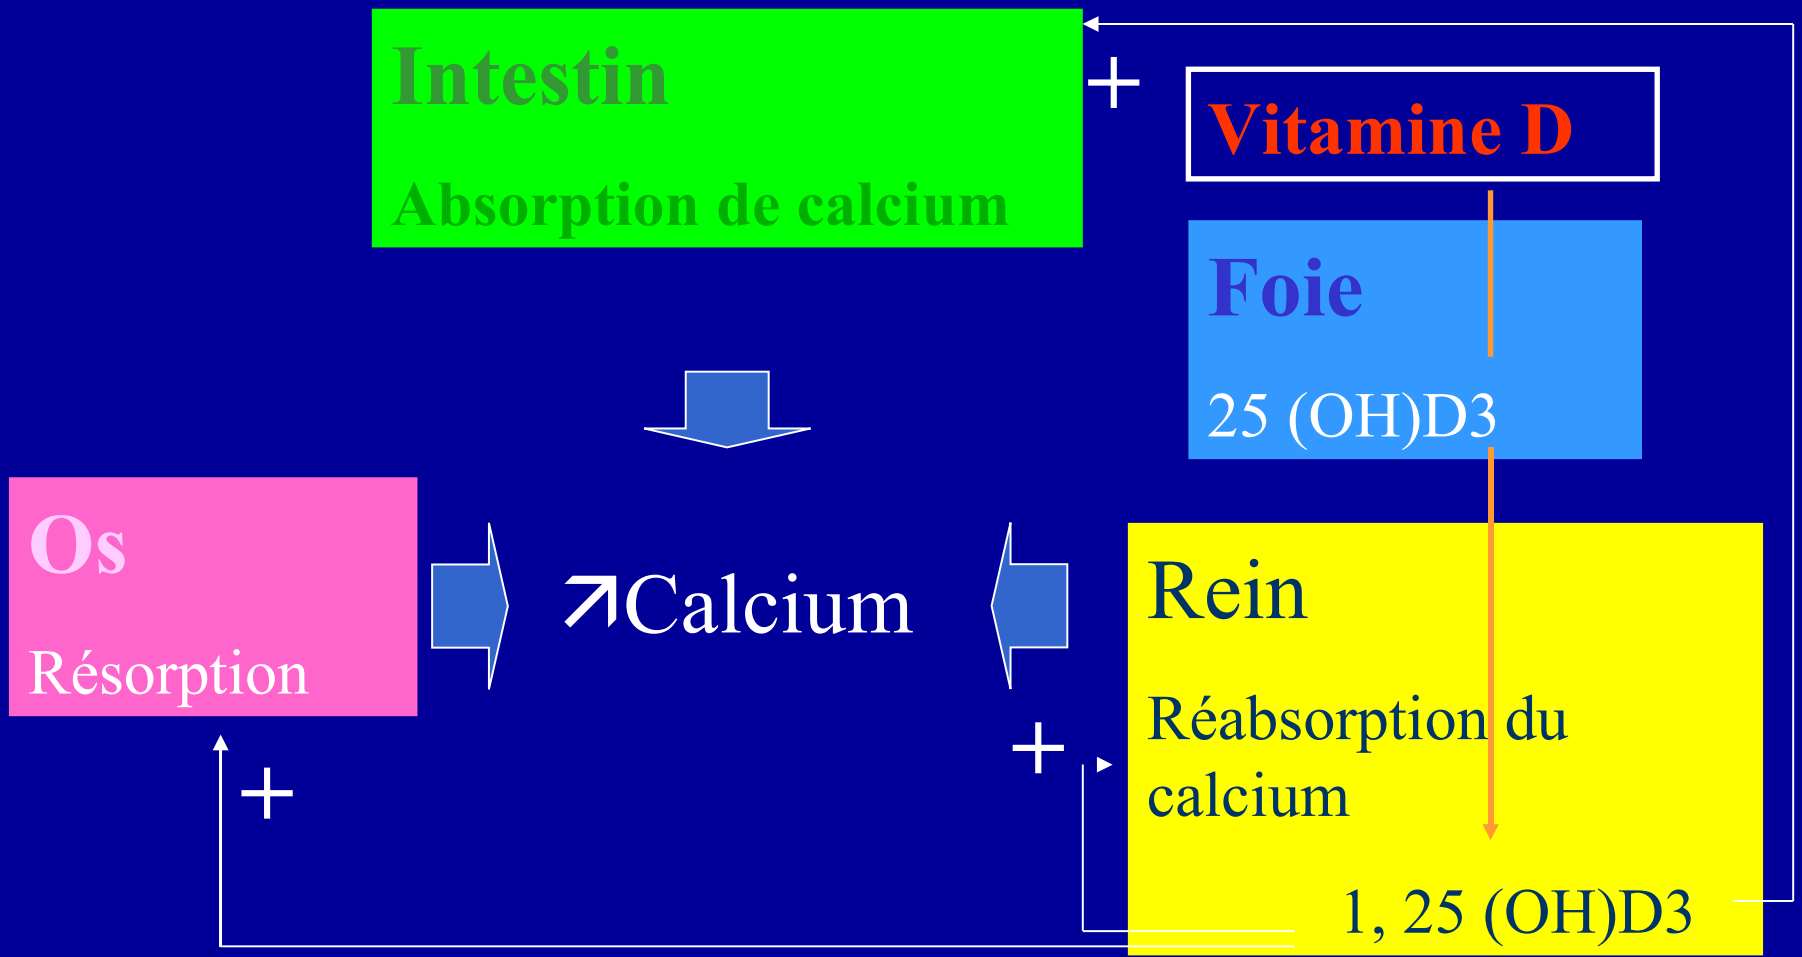 Intestin
Absorption de calcium
+
Vitamine D
Foie
25 (OH)D3
Os
Résorption
+
↗Calcium
+
Rein
Réabsorption du
calcium
1, 25 (OH)D3